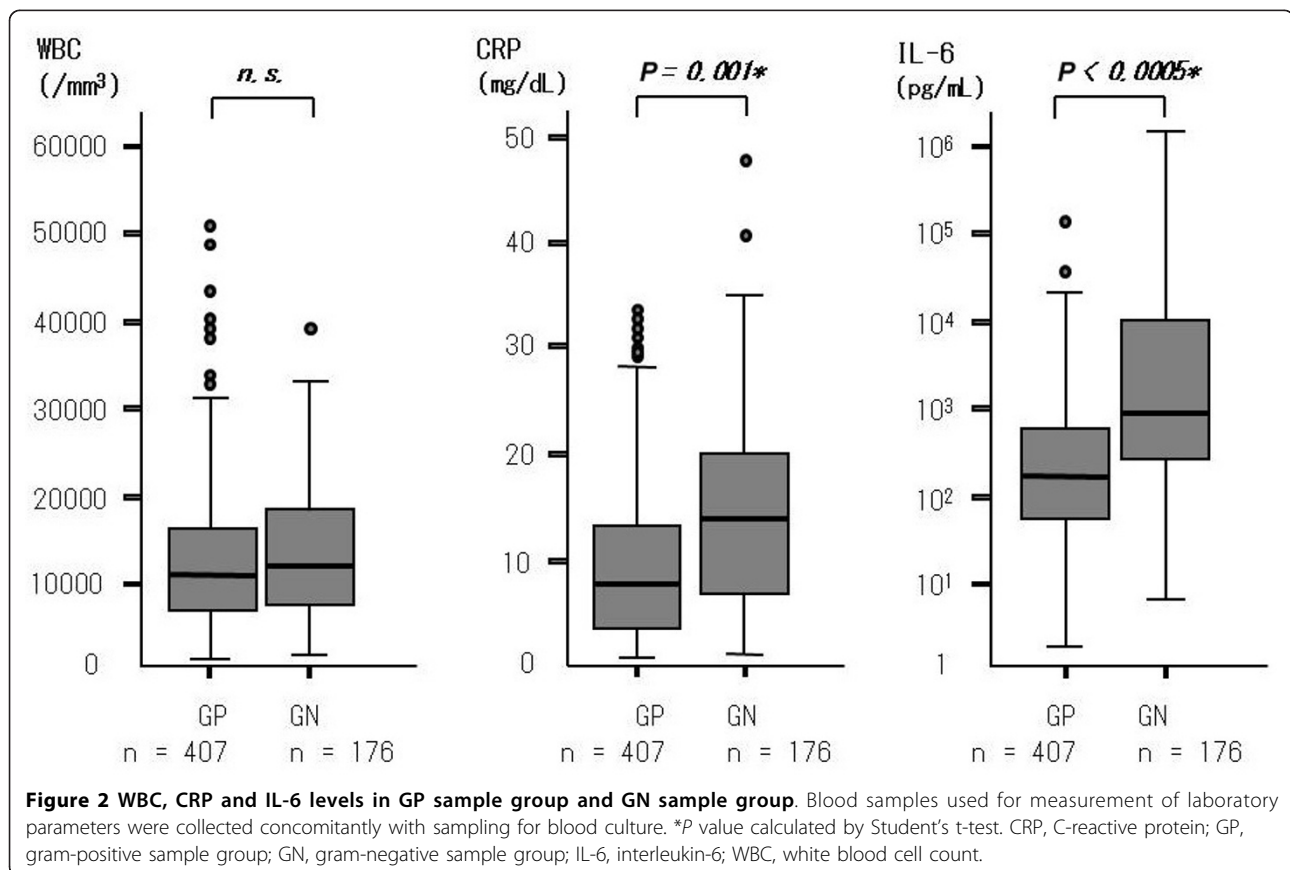 WBC
(/mm³)
n. s.
60000
50000
40000
30000
20000
10000
0
GP GN
n = 407 n = 176
CRP
(mg/dL)
P = 0.001*
50
40
30
20
10
0
GP GN
n = 407 n = 176
IL-6
(pg/mL)
P < 0.0005*
10⁶
10⁵
10⁴
10³
10²
10¹
1
GP GN
n = 407 n = 176
Figure 2 WBC, CRP and IL-6 levels in GP sample group and GN sample group. Blood samples used for measurement of laboratory
parameters were collected concomitantly with sampling for blood culture. *P value calculated by Student's t-test. CRP, C-reactive protein; GP,
gram-positive sample group; GN, gram-negative sample group; IL-6, interleukin-6; WBC, white blood cell count.